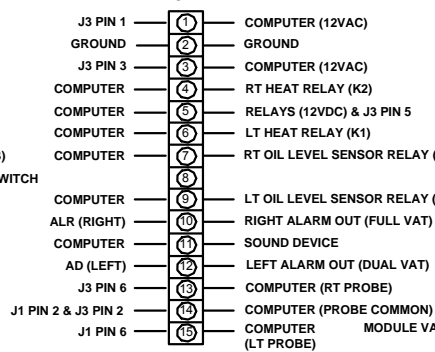 J3 PIN 1 1 COMPUTER (12VAC)
GROUND 2 GROUND
J3 PIN 3 3 COMPUTER (12VAC)
COMPUTER 4 RT HEAT RELAY (K2)
COMPUTER 5 RELAYS (12VDC) & J3 PIN 5
COMPUTER 6 LT HEAT RELAY (K1)
COMPUTER 7 RT OIL LEVEL SENSOR RELAY (
8
COMPUTER 9 LT OIL LEVEL SENSOR RELAY (
ALR (RIGHT) 10 RIGHT ALARM OUT (FULL VAT)
COMPUTER 11 SOUND DEVICE
AD (LEFT) 12 LEFT ALARM OUT (DUAL VAT)
J3 PIN 6 13 COMPUTER (RT PROBE)
J1 PIN 2 & J3 PIN 2 14 COMPUTER (PROBE COMMON)
J1 PIN 6 15 COMPUTER MODULE
(LT PROBE)